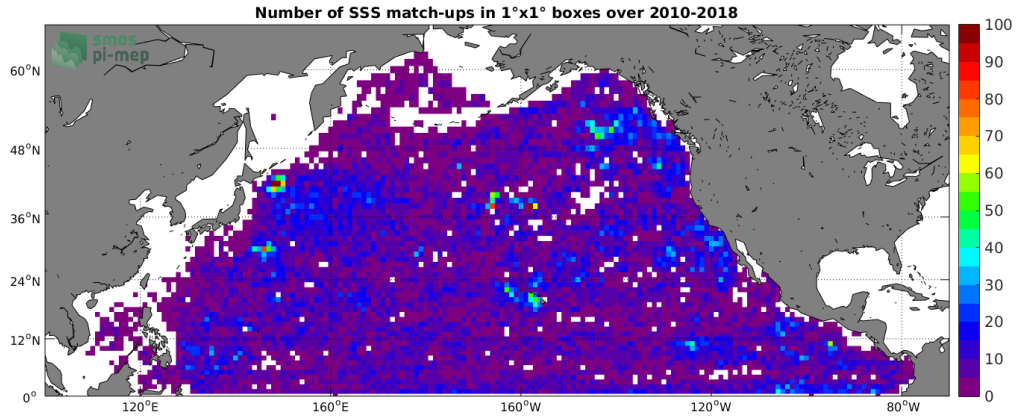 Number of SSS match-ups in 1°x1° boxes over 2010-2018
smos
pi-mep
100
90
80
70
60
50
40
30
20
10
0
60°N
48°N
36°N
24°N
12°N
0°
120°E
160°E
160°W
120°W
80°W